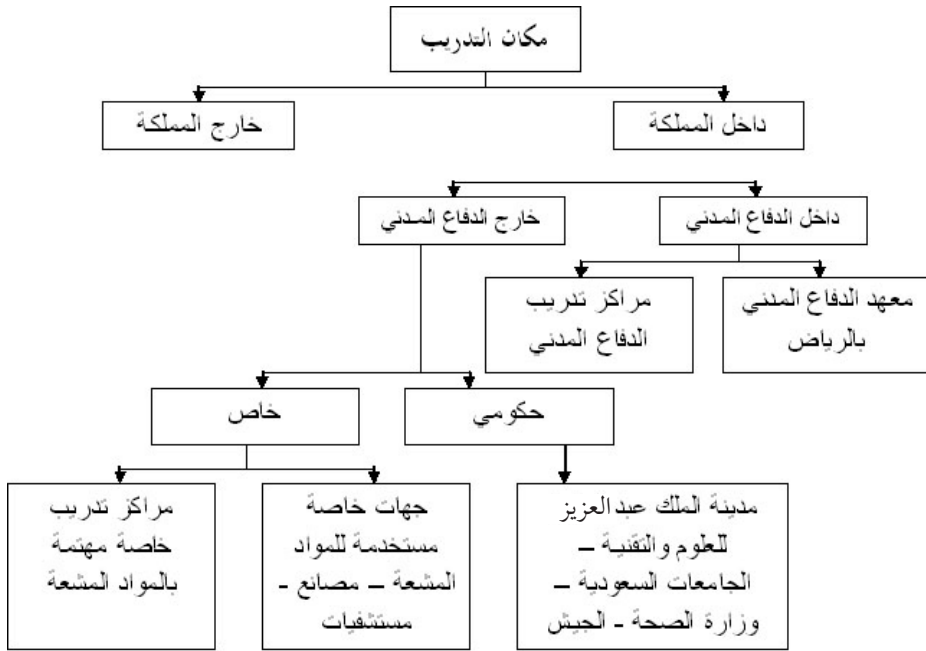 مكان التدريب
داخل المملكة
خارج المملكة
داخل الدفاع المدني
خارج الدفاع المدني
معهد الدفاع المدني
بالرياض
مراكز تدريب
الدفاع المدني
حكومي
خاص
مدينة الملك عبدالعزيز
للعلوم والتقنية –
الجامعات السعودية –
وزارة الصحة - الجيش
جهات خاصة
مستخدمة للمواد
المشعة – مصانع -
مستشفيات
مراكز تدريب
خاصة مهتمة
بالمواد المشعة